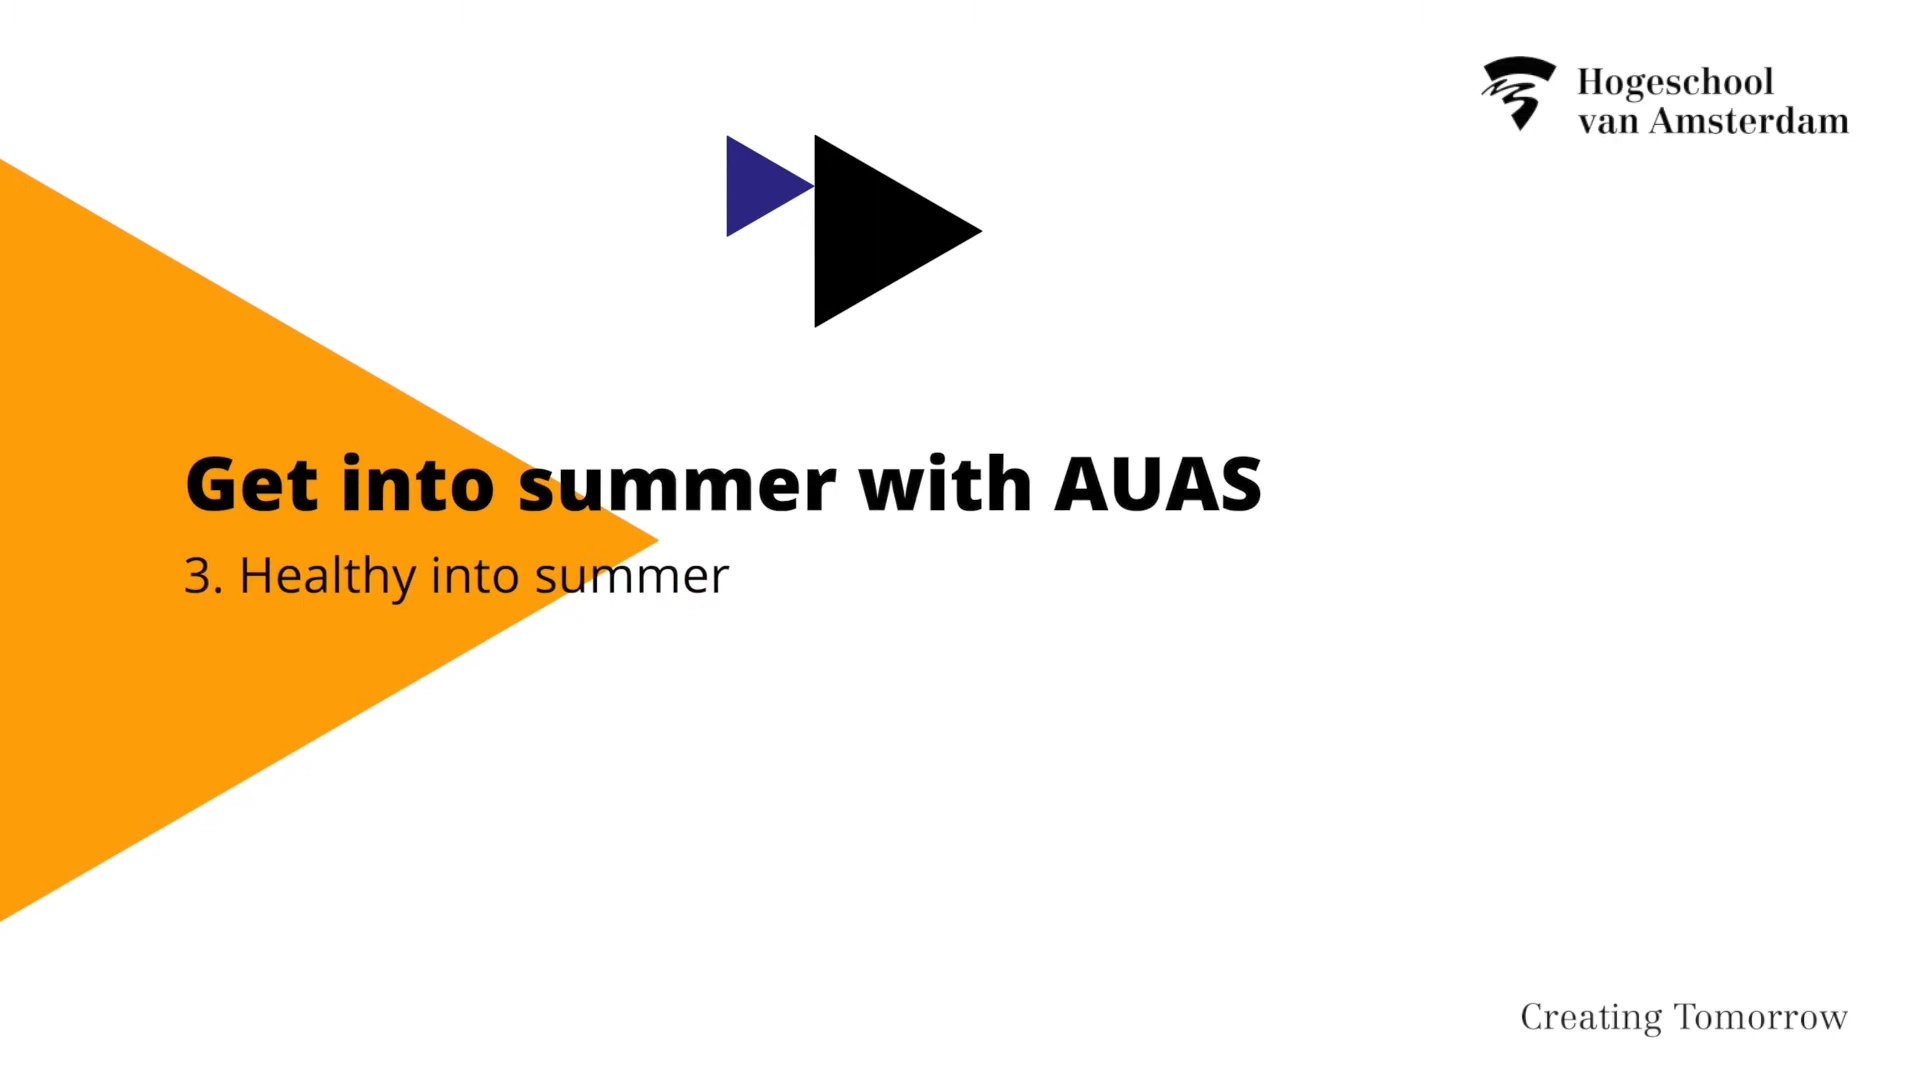 Hogeschool
van Amsterdam
Get into summer with AUAS
3. Healthy into summer
Creating Tomorrow